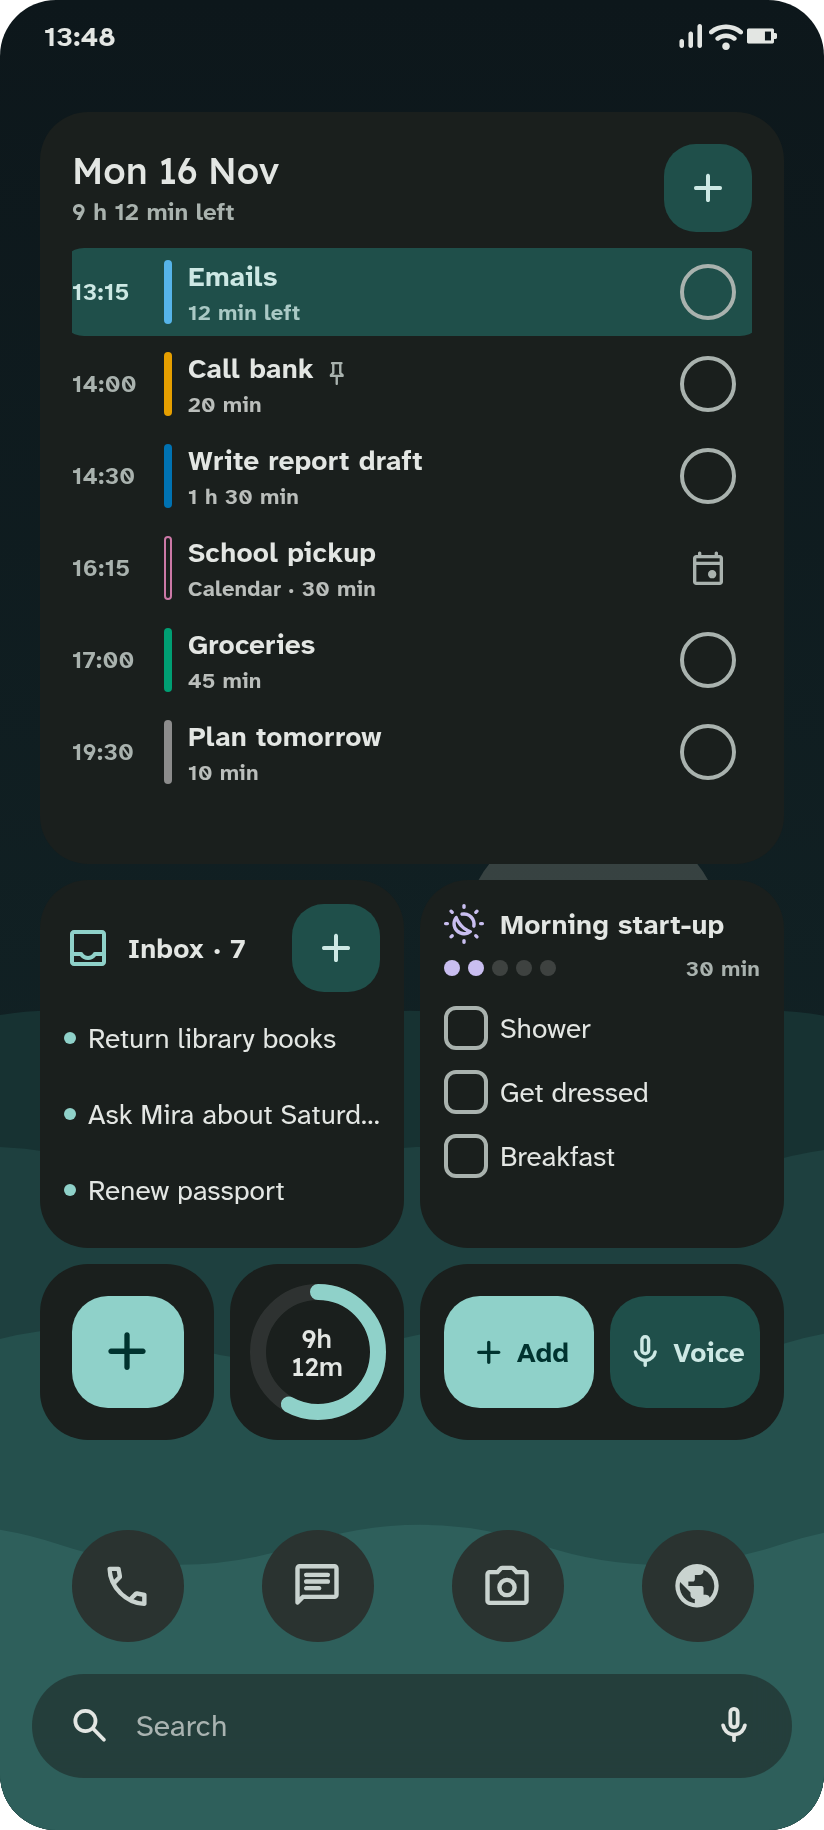 13:48
Mon 16 Nov
9 h 12 min left
13:15
Emails
12 min left
14:00
Call bank
20 min
14:30
Write report draft
1 h 30 min
16:15
School pickup
Calendar · 30 min
17:00
Groceries
45 min
19:30
Plan tomorrow
10 min
Inbox · 7
Return library books
Ask Mira about Saturd...
Renew passport
Morning start-up
30 min
Shower
Get dressed
Breakfast
9h
12m
Add
Voice
Search